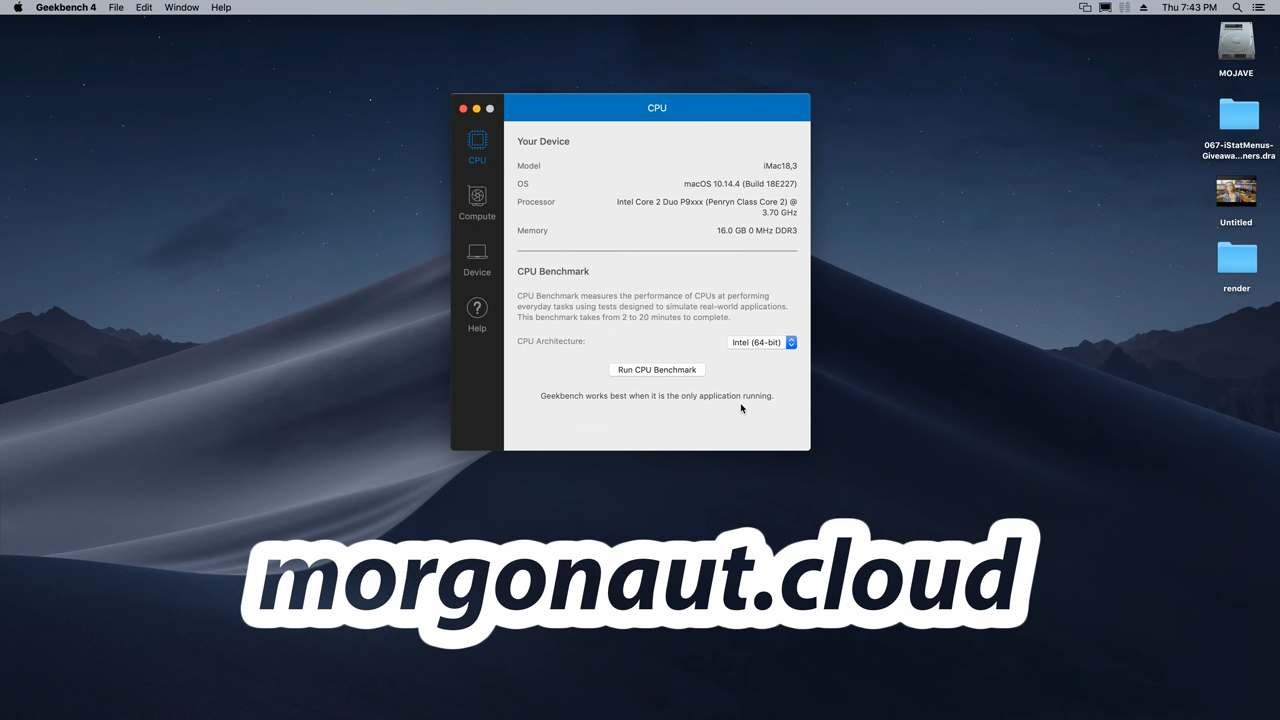 Geekbench 4 File Edit Window Help Thu 7:43 PM
MOJAVE
067-iStatMenus-
Giveawa...ners.dra
Untitled
render
CPU
CPU
Compute
Device
Help
Your Device
Model iMac18,3
OS macOS 10.14.4 (Build 18E227)
Processor Intel Core 2 Duo P9xxx (Penryn Class Core 2) @
3.70 GHz
Memory 16.0 GB 0 MHz DDR3
CPU Benchmark
CPU Benchmark measures the performance of CPUs at performing
everyday tasks using tests designed to simulate real-world applications.
This benchmark takes from 2 to 20 minutes to complete.
CPU Architecture: Intel (64-bit)
Run CPU Benchmark
Geekbench works best when it is the only application running.
morgonaut.cloud